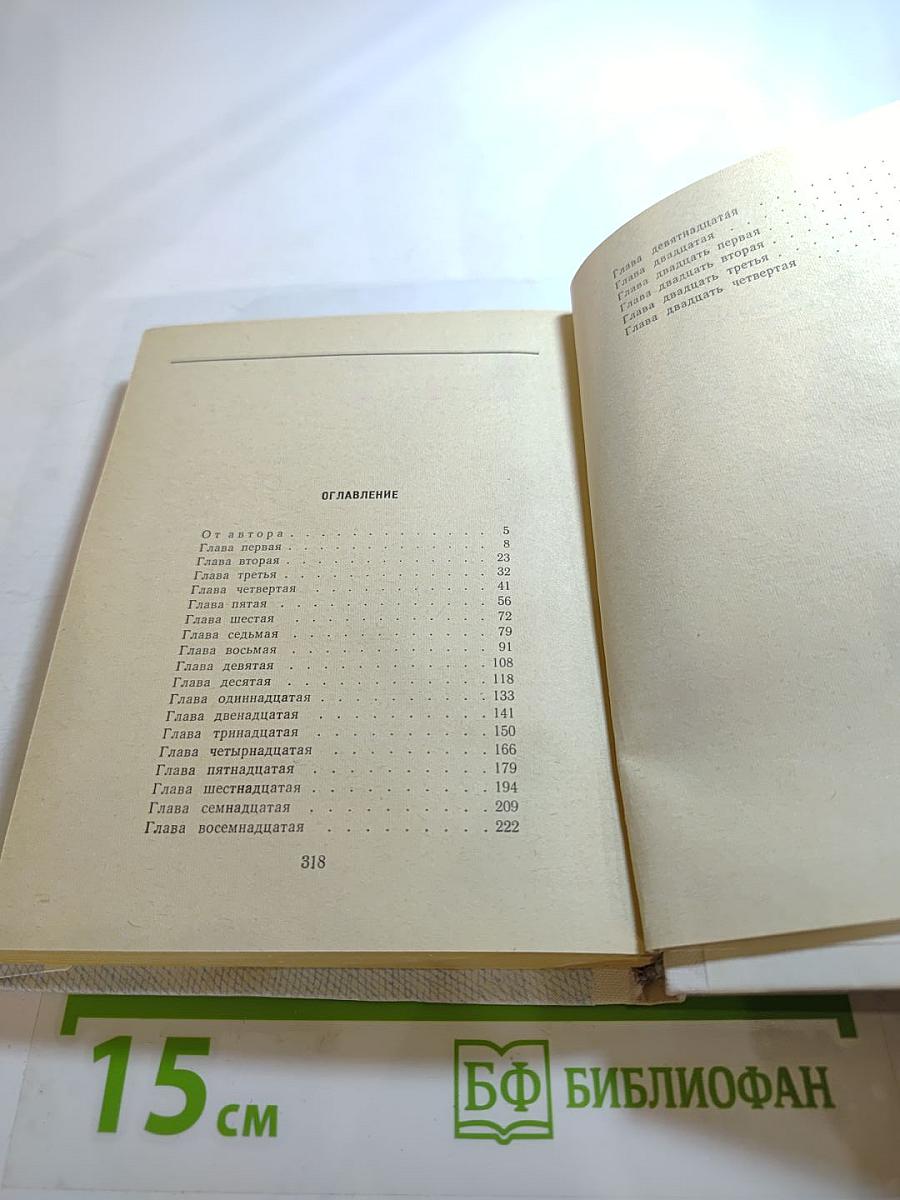 ОГЛАВЛЕНИЕ
От автора . . . . . . . . . . . . . 5
Глава первая . . . . . . . . . . . . . 8
Глава вторая . . . . . . . . . . . . . 23
Глава третья . . . . . . . . . . . . . 32
Глава четвертая . . . . . . . . . . . 41
Глава пятая . . . . . . . . . . . . . 56
Глава шестая . . . . . . . . . . . . 72
Глава седьмая . . . . . . . . . . . . 79
Глава восьмая . . . . . . . . . . . . 91
Глава девятая . . . . . . . . . . . . 108
Глава десятая . . . . . . . . . . . . 118
Глава одиннадцатая . . . . . . . . . . 133
Глава двенадцатая . . . . . . . . . . 141
Глава тринадцатая . . . . . . . . . . 150
Глава четырнадцатая . . . . . . . . . 166
Глава пятнадцатая . . . . . . . . . . 179
Глава шестнадцатая . . . . . . . . . . 194
Глава семнадцатая . . . . . . . . . . 209
Глава восемнадцатая . . . . . . . . . 222
318
Глава девятнадцатая . . . . . . .
Глава двадцатая . . . . . . .
Глава двадцать первая . . . . . . .
Глава двадцать вторая . . . . . . .
Глава двадцать третья . . . . . . .
Глава двадцать четвертая
15 см
БФ БИБЛИОФАН